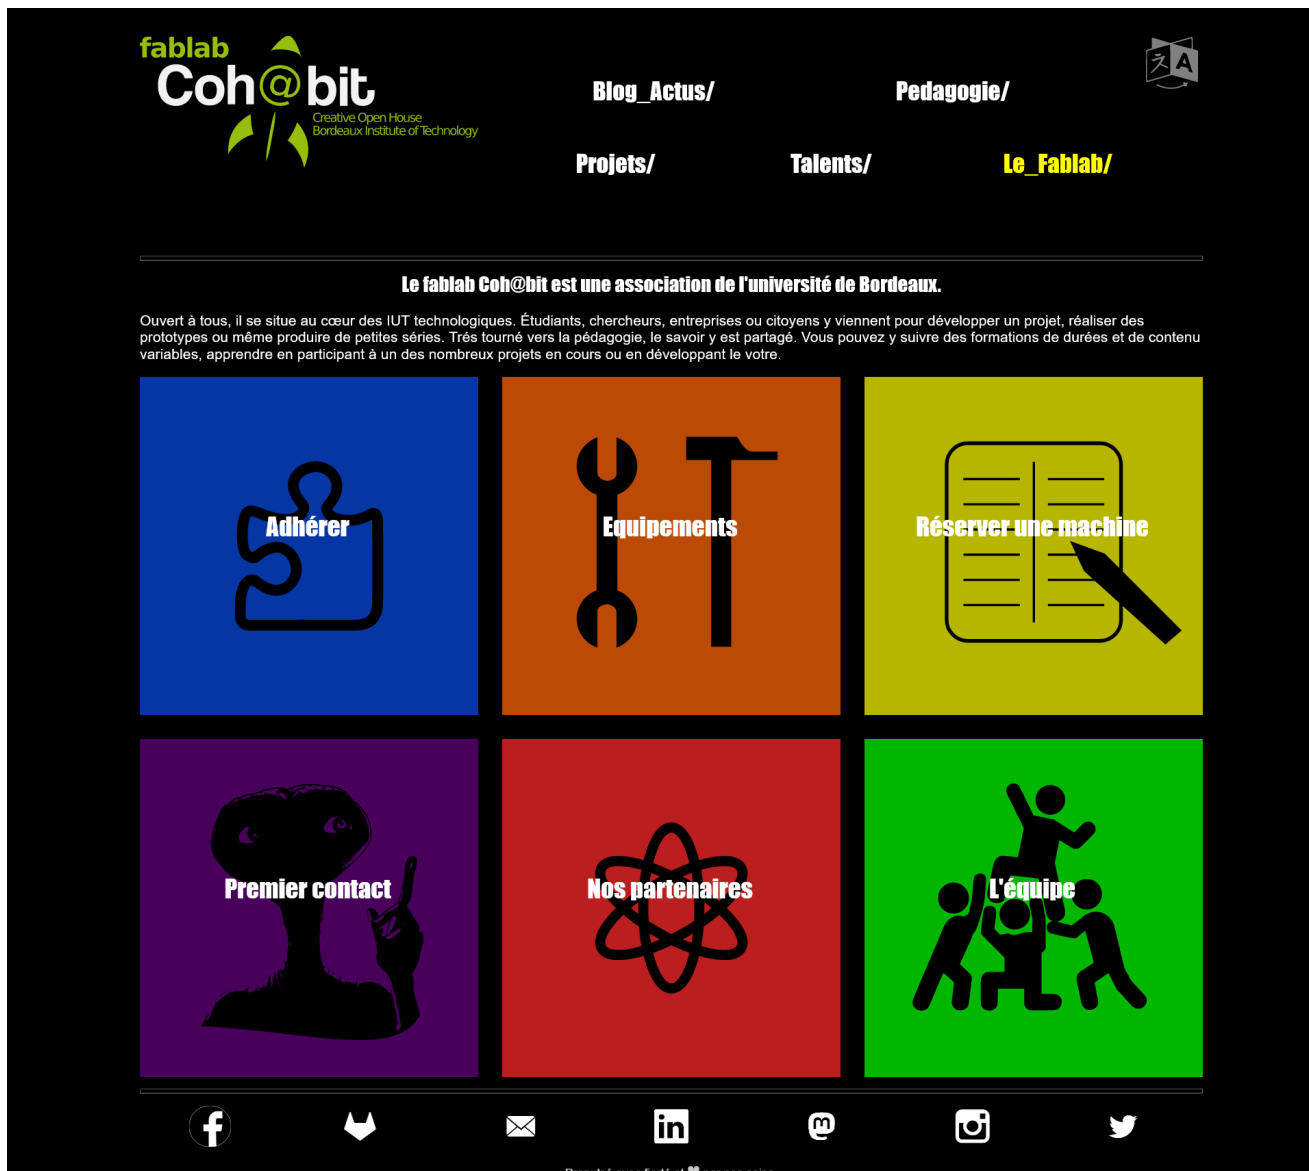 fablab
Coh@bit
Creative Open House
Bordeaux Institute of Technology
Blog_Actus/
Pedagogie/
Projets/
Talents/
Le_Fablab/
Le fablab Coh@bit est une association de l'université de Bordeaux.
Ouvert à tous, il se situe au cœur des IUT technologiques. Étudiants, chercheurs, entreprises ou citoyens y viennent pour développer un projet, réaliser des
prototypes ou même produire de petites séries. Trés tourné vers la pédagogie, le savoir y est partagé. Vous pouvez y suivre des formations de durées et de contenu
variables, apprendre en participant à un des nombreux projets en cours ou en développant le votre.
Adhérer
Equipements
Réserver une machine
Premier contact
Nos partenaires
L'équipe